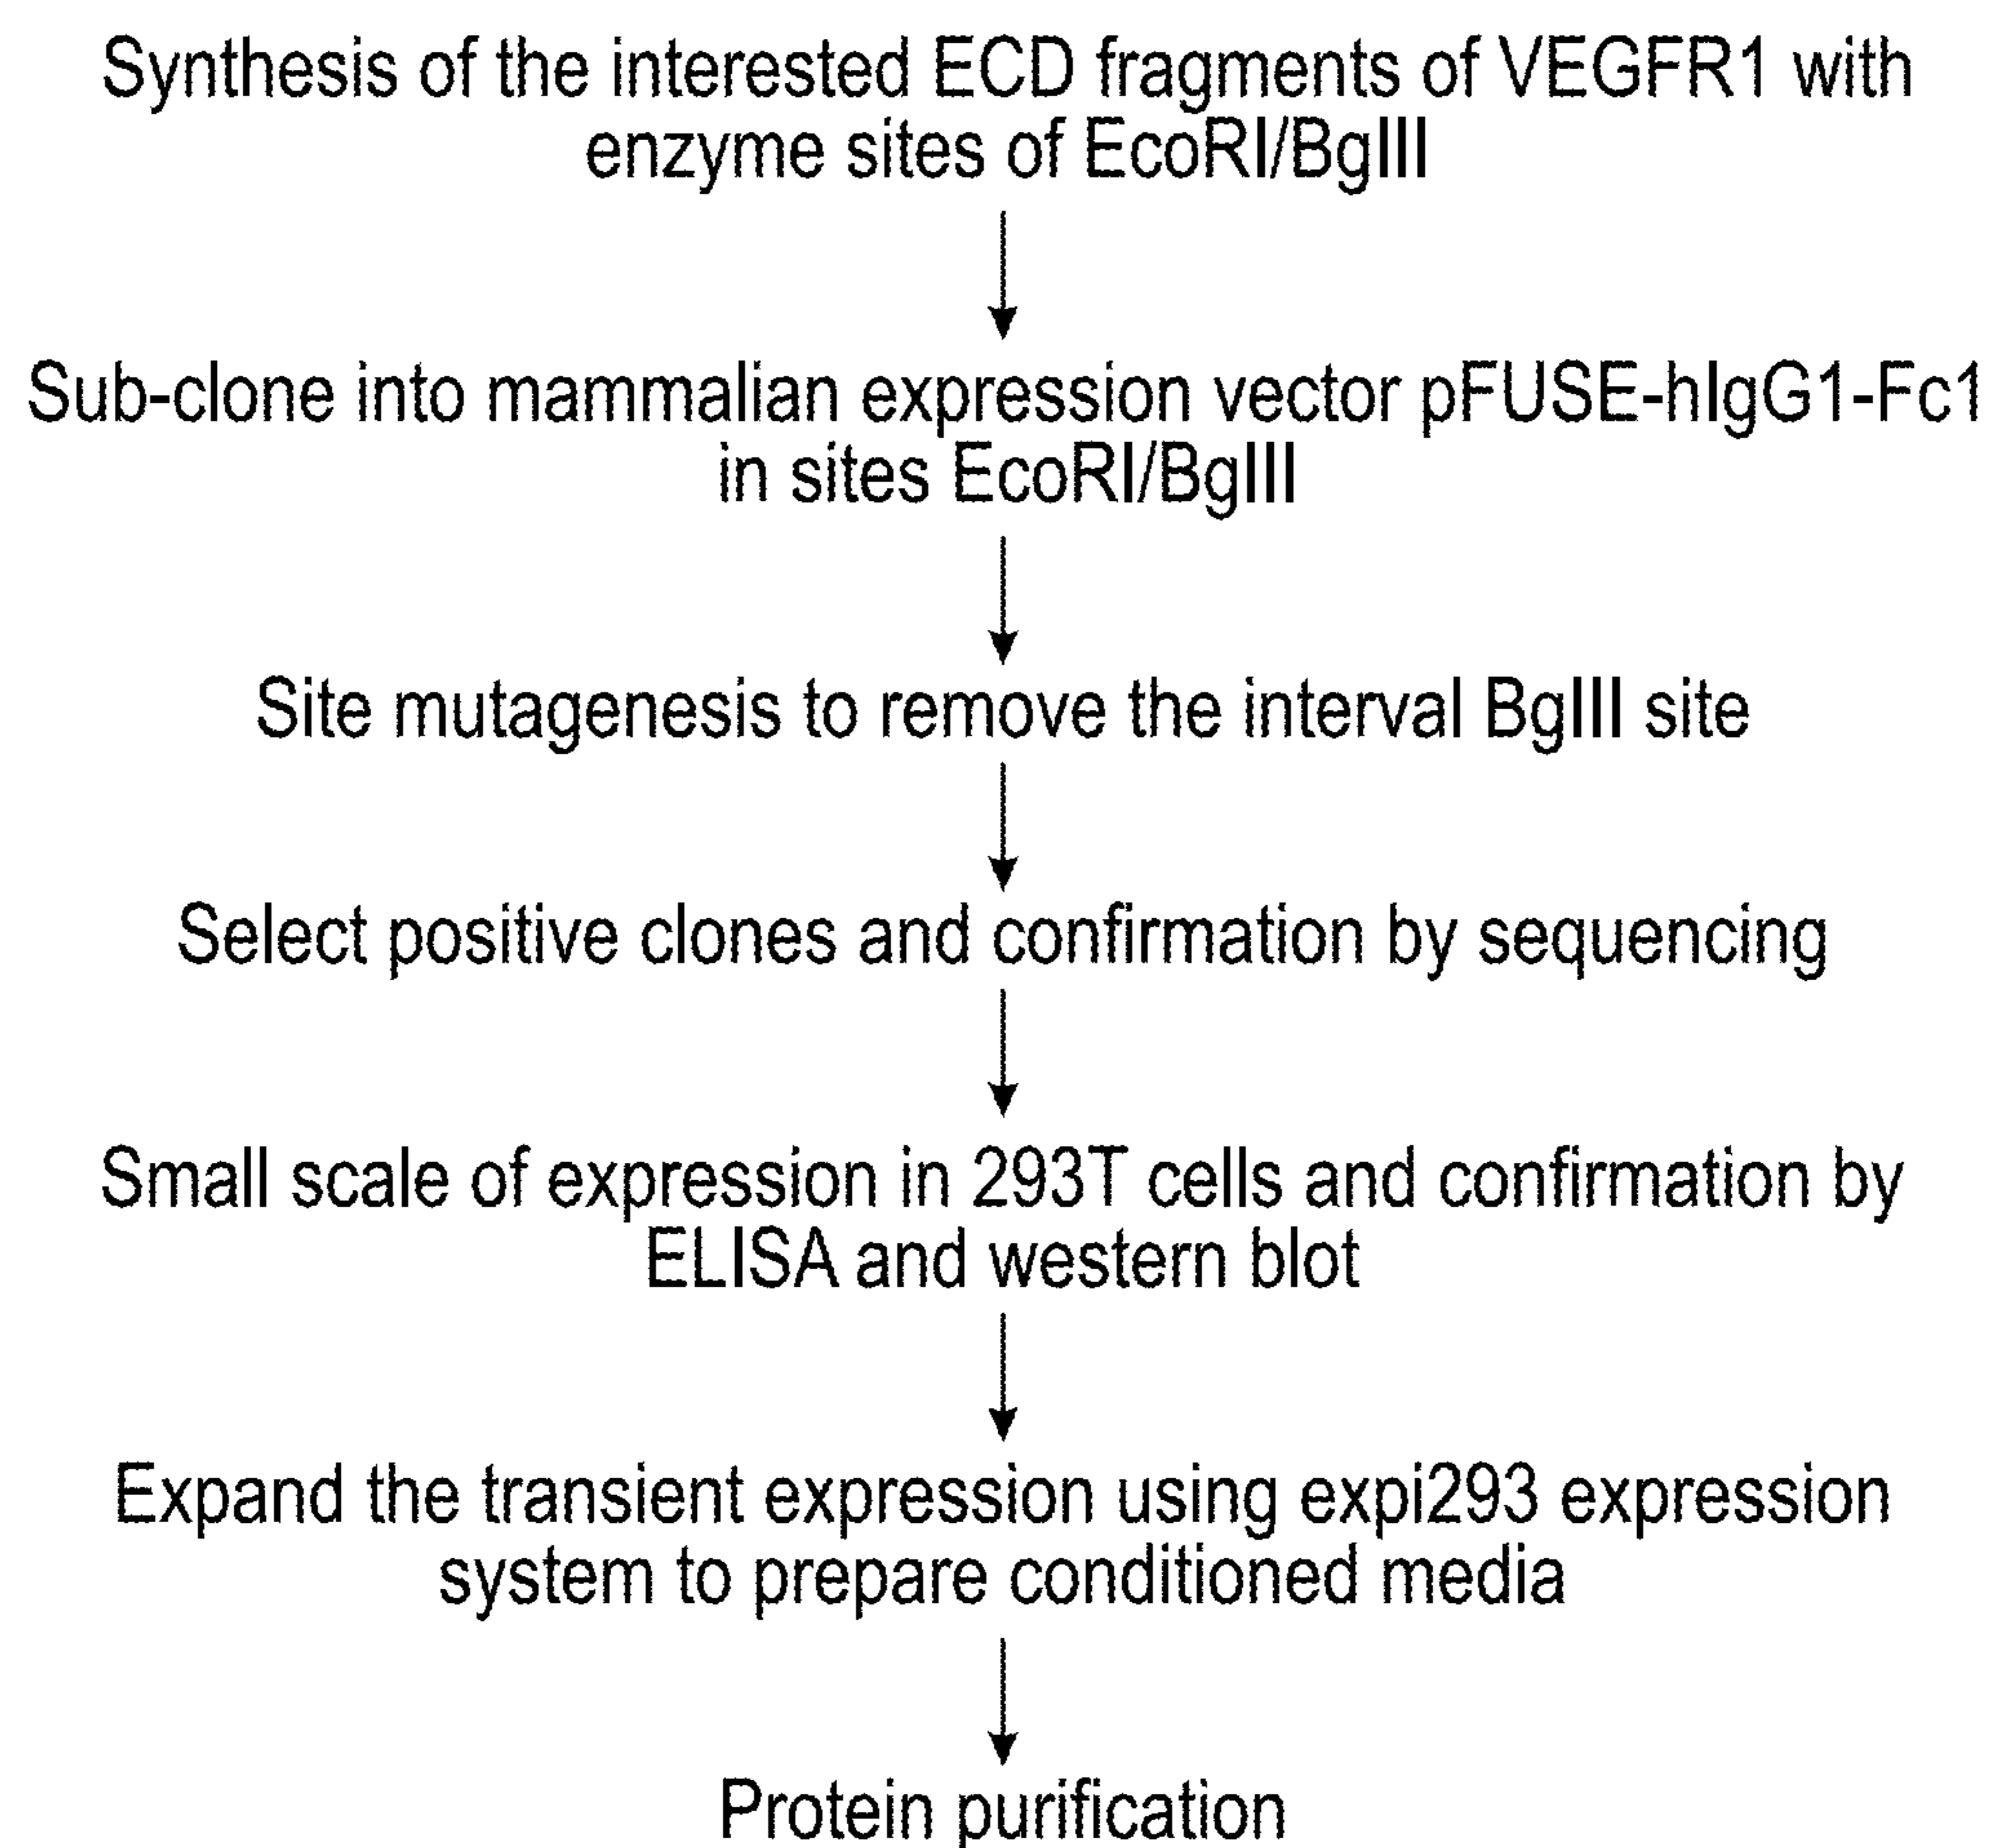 Synthesis of the interested ECD fragments of VEGFR1 with
enzyme sites of EcoRI/BglII
Sub-clone into mammalian expression vector pFUSE-hIgG1-Fc1
in sites EcoRI/BglII
Site mutagenesis to remove the interval BglII site
Select positive clones and confirmation by sequencing
Small scale of expression in 293T cells and confirmation by
ELISA and western blot
Expand the transient expression using expi293 expression
system to prepare conditioned media
Protein purification